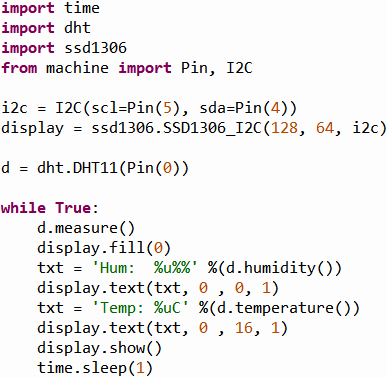 import time
import dht
import ssd1306
from machine import Pin, I2C

i2c = I2C(scl=Pin(5), sda=Pin(4))
display = ssd1306.SSD1306_I2C(128, 64, i2c)

d = dht.DHT11(Pin(0))

while True:
    d.measure()
    display.fill(0)
    txt = 'Hum:  %u%%' %(d.humidity())
    display.text(txt, 0 , 0, 1)
    txt = 'Temp: %uC' %(d.temperature())
    display.text(txt, 0 , 16, 1)
    display.show()
    time.sleep(1)